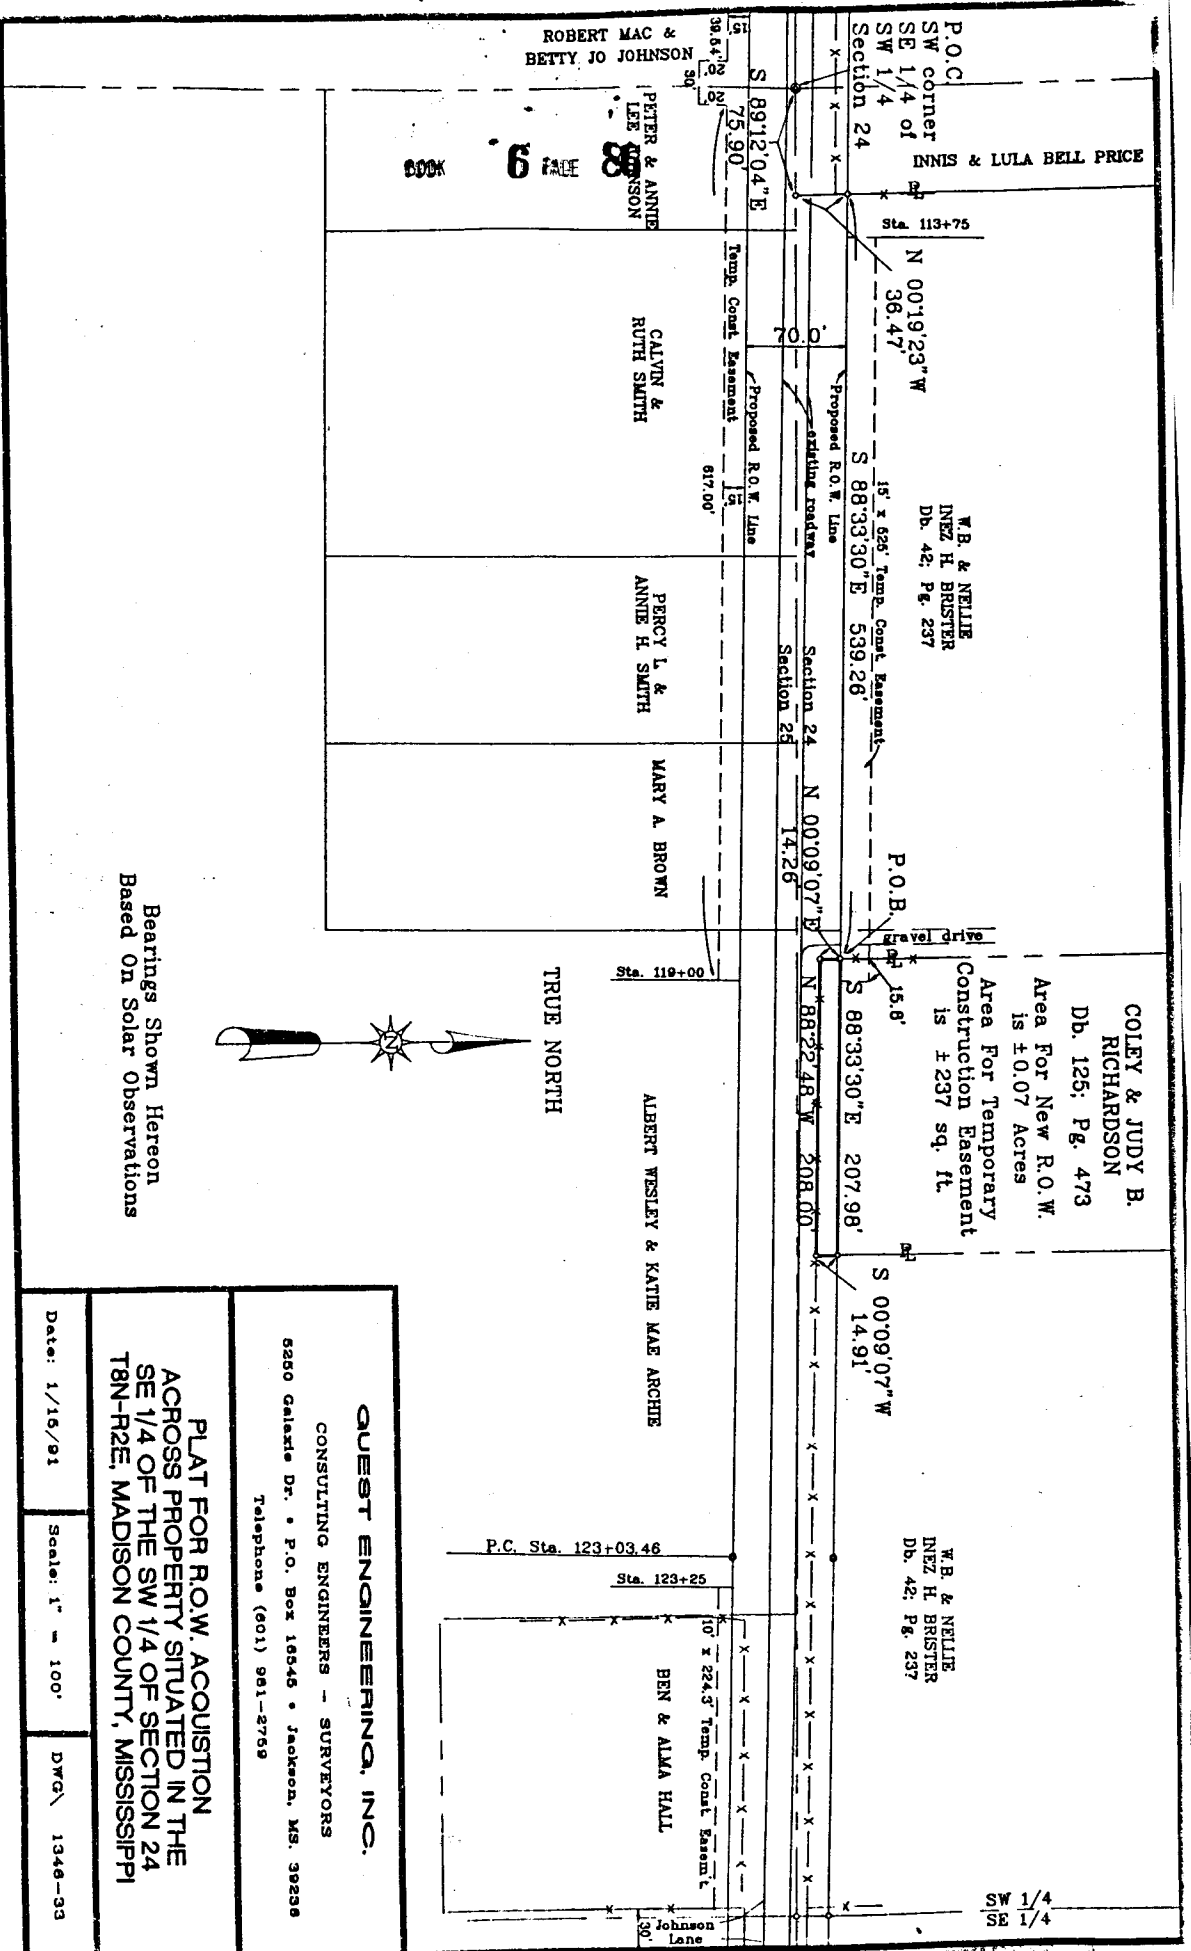 P.O.C.
SW corner
SE 1/4 of
SW 1/4
Section 24
INNIS & LULA BELL PRICE
ROBERT MAC &
BETTY JO JOHNSON
15'
39.54'
20'
30'
20'
S 89°12'04"E
75.90'
PETER & ANNIE
LEE
BOOK 6 PAGE
Sta. 113+75
N 00°19'23"W
36.47'
W.B. & NELLIE
INEZ H. BRISTER
Db. 42; Pg. 237
15' x 525' Temp. Const Easement
S 88°33'30"E 539.26'
Proposed R.O.W. Line
existing roadway
70.0'
Proposed R.O.W. Line
Temp. Const Easement
15'
617.00'
CALVIN &
RUTH SMITH
PERCY L &
ANNIE H. SMITH
Section 24
Section 25
MARY A. BROWN
N 00°09'07"E
14.26'
P.O.B.
gravel drive
15.8'
Sta. 119+00
COLEY & JUDY B.
RICHARDSON
Db. 125; Pg. 473
Area For New R.O.W.
is ±0.07 Acres
Area For Temporary
Construction Easement
is ±237 sq. ft.
S 88°33'30"E 207.98'
N 88°22'48"W 208.00'
S 00°09'07"W
14.91'
TRUE NORTH
N
Bearings Shown Hereon
Based On Solar Observations
ALBERT WESLEY & KATIE MAE ARCHIE
W.B. & NELLIE
INEZ H. BRISTER
Db. 42; Pg. 237
P.C. Sta. 123+03.46
Sta. 123+25
10' x 224.3' Temp. Const Easem't
BEN & ALMA HALL
Johnson
Lane
30'
SW 1/4
SE 1/4
QUEST ENGINEERING, INC.
CONSULTING ENGINEERS - SURVEYORS
5250 Galaxie Dr. • P.O. Box 16545 • Jackson, MS. 39236
Telephone (601) 981-2759
PLAT FOR R.O.W. ACQUISTION
ACROSS PROPERTY SITUATED IN THE
SE 1/4 OF THE SW 1/4 OF SECTION 24
T8N-R2E, MADISON COUNTY, MISSISSIPPI
Date: 1/15/91
Scale: 1" = 100'
DWG\ 1346-33